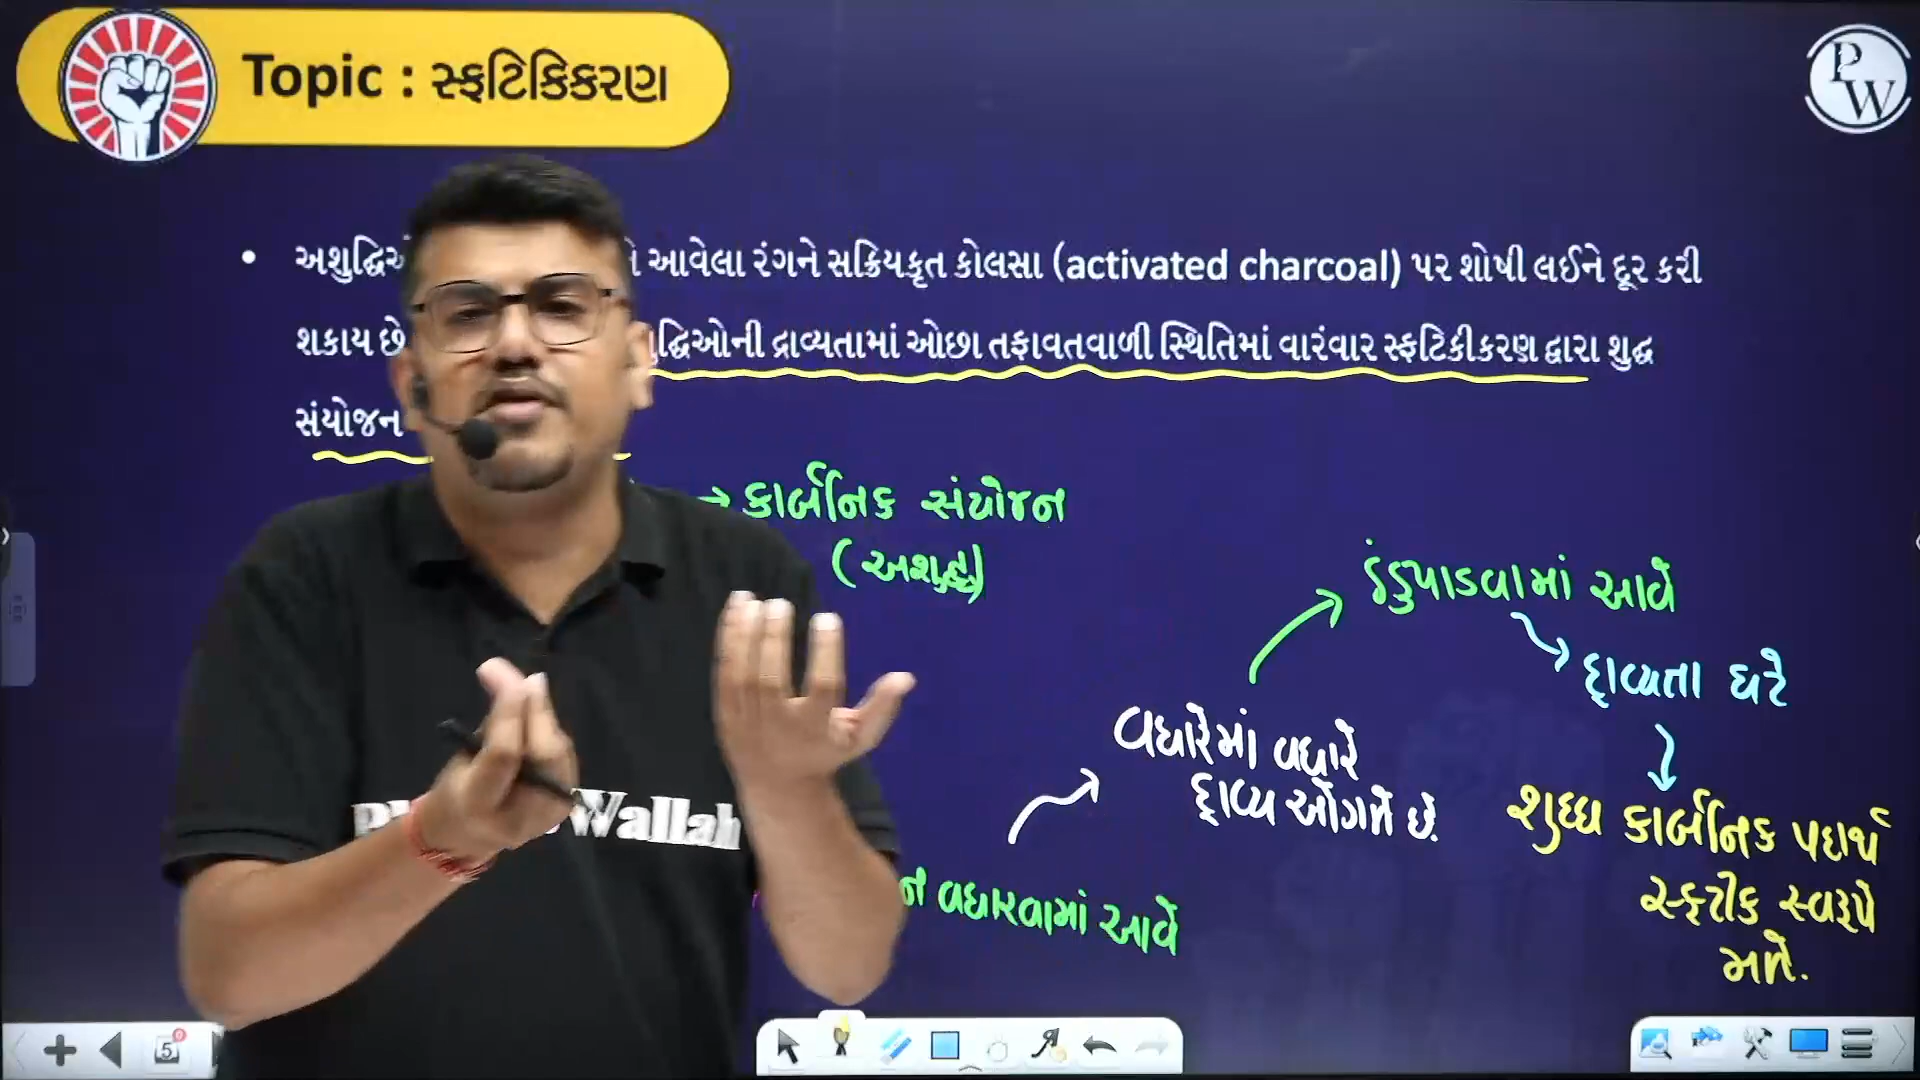 Topic : સ્ફટિકિકરણ
PW
આવેલા રંગને સક્રિયકૃત કોલસા (activated charcoal) પર શોષી લઈને દૂર કરી
શકાય છે દ્રાવ્યતામાં ઓછા તફાવતવાળી સ્થિતિમાં વારંવાર સ્ફટિકીકરણ દ્વારા શુદ્ધ
સંયોજન
→ કાર્બનિક સંયોજન
(અશુદ્ધ)
ઠંડુપાડવામાં આવે
દ્રાવ્યતા ઘટે
વધારેમાં વધારે
દ્રાવ્ય ઓગળે છે.
શુધ્ધ કાર્બનિક પદાર્થ
સ્ફટીક સ્વરૂપે
મળે.
વધારવામાં આવે
Wallah
5